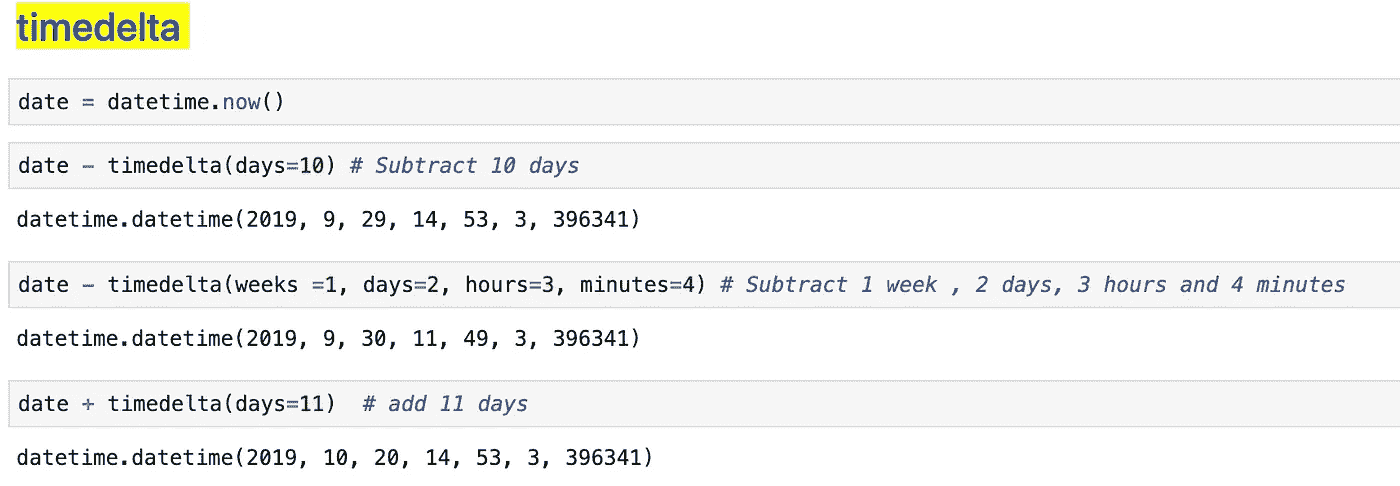 timedelta
date = datetime.now()
date - timedelta(days=10) # Subtract 10 days
datetime.datetime(2019, 9, 29, 14, 53, 3, 396341)
date - timedelta(weeks =1, days=2, hours=3, minutes=4) # Subtract 1 week , 2 days, 3 hours and 4 minutes
datetime.datetime(2019, 9, 30, 11, 49, 3, 396341)
date + timedelta(days=11)  # add 11 days
datetime.datetime(2019, 10, 20, 14, 53, 3, 396341)